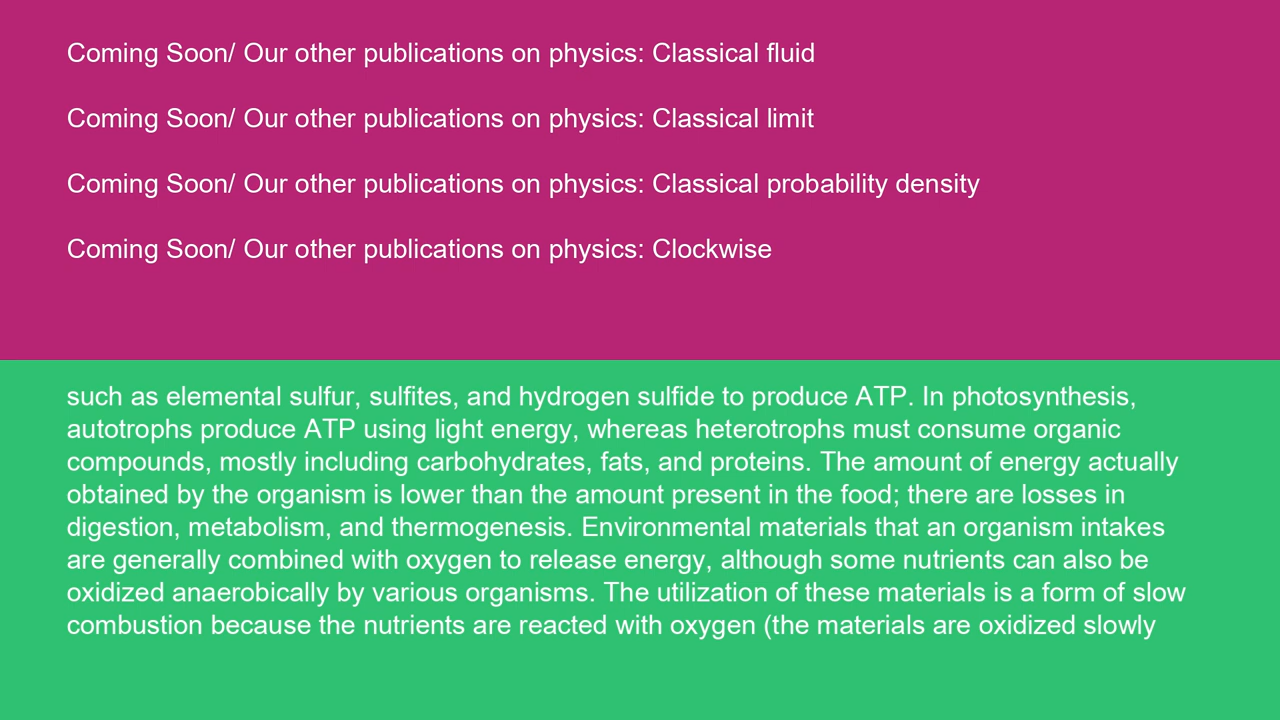 Coming Soon/ Our other publications on physics: Classical fluid
Coming Soon/ Our other publications on physics: Classical limit
Coming Soon/ Our other publications on physics: Classical probability density
Coming Soon/ Our other publications on physics: Clockwise
such as elemental sulfur, sulfites, and hydrogen sulfide to produce ATP. In photosynthesis,
autotrophs produce ATP using light energy, whereas heterotrophs must consume organic
compounds, mostly including carbohydrates, fats, and proteins. The amount of energy actually
obtained by the organism is lower than the amount present in the food; there are losses in
digestion, metabolism, and thermogenesis. Environmental materials that an organism intakes
are generally combined with oxygen to release energy, although some nutrients can also be
oxidized anaerobically by various organisms. The utilization of these materials is a form of slow
combustion because the nutrients are reacted with oxygen (the materials are oxidized slowly